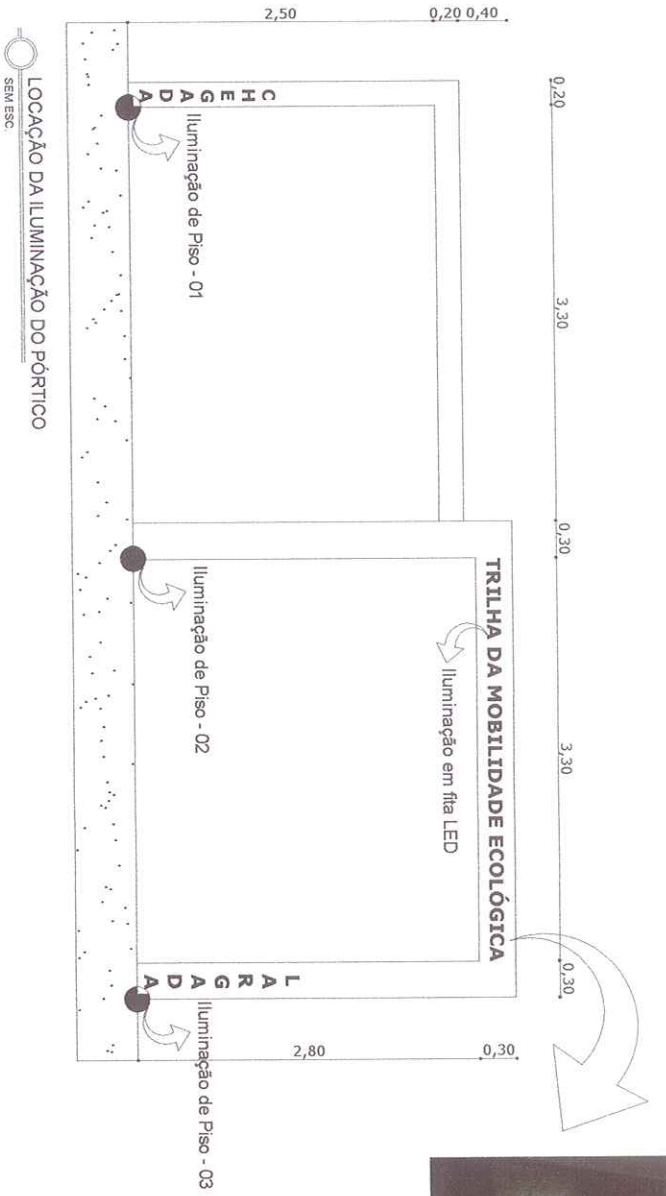 0,20
3,30
0,30
3,30
0,30
0,40
0,20
2,50
0,30
2,80
TRILHA DA MOBILIDADE ECOLÓGICA
Iluminação em fita LED
CHEGADA
LARGADA
Iluminação de Piso - 01
Iluminação de Piso - 02
Iluminação de Piso - 03
LOCAÇÃO DA ILUMINAÇÃO DO PÓRTICO
SEM ESC.